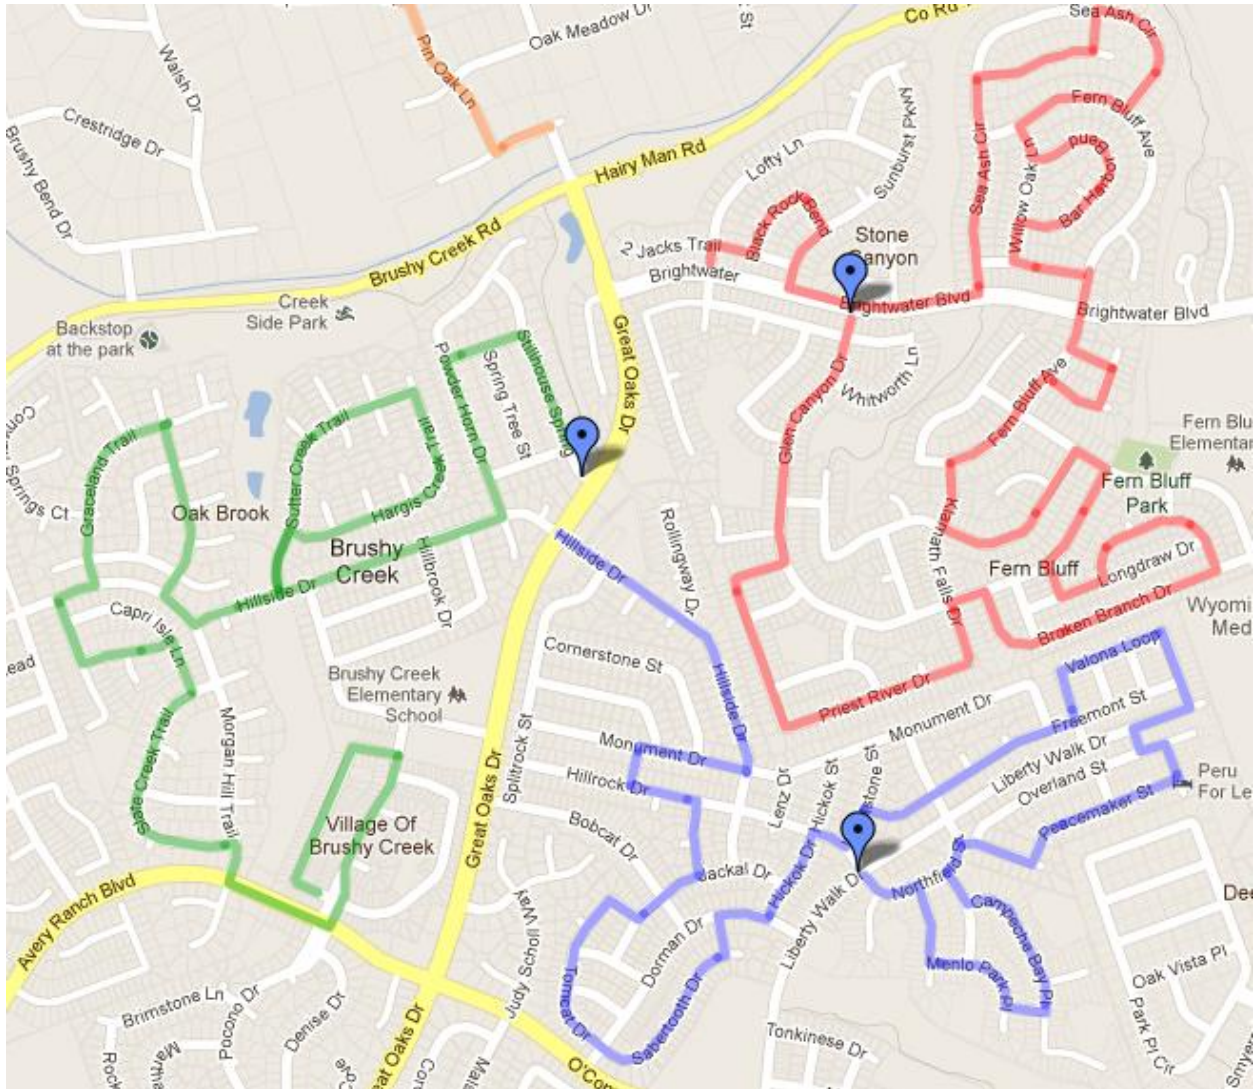 Sea Ash Cir
Co Rd
Oak Meadow Dr
St
Pin Oak Ln
Walsh Dr
Crestridge Dr
Brushy Bend Dr
Fern Bluff Ave
Sunburst Pkwy
Lofty Ln
Hairy Man Rd
Sea Ash Cir
Willow Oak Ln
Bar Harbor Bend
Black Rock Bend
Stone
Canyon
Jacks Trail
Brushy Creek Rd
Brightwater
Brightwater Blvd
Brightwater Blvd
Creek
Side Park
Backstop
at the park
Great Oaks Dr
Stillhouse Spring
Powder Horn Dr
Spring Tree St
Glen Canyon Dr
Whitworth Ln
Fern Bluff Ave
Fern Blu
Elementar
Fern Bluff
Park
Graceland Trail
Sutter Creek Trail
Hargis Creek Trail
Springs Ct
Oak Brook
Brushy
Creek
Hillside Dr
Hillbrook Dr
Hillside Dr
Rollingway Dr
Klamath Falls Dr
Fern Bluff
Longdraw Dr
Broken Branch Dr
Wyomi
Med
Capri Isle Ln
Cornerstone St
Hillside Dr
Valona Loop
Brushy Creek
Elementary
School
Priest River Dr
Monument Dr
Freemont St
Liberty Walk Dr
Overland St
Slate Creek Trail
Morgan Hill Trail
Splitrock St
Monument Dr
Hillrock Dr
Lenz Dr
Hickok St
stone St
Peru
For Le
Peacemaker St
Great Oaks Dr
Village Of
Brushy Creek
Bobcat Dr
Jackal Dr
Hickok Dr
Northfield St
Campeche Bay Pl
Avery Ranch Blvd
Judy Scholl Way
Dorman Dr
Liberty Walk D
Menlo Park Pl
Oak Vista Pl
Park Pl Cir
Tomcat Dr
Sabertooth Dr
Brimstone Ln
Pocono Dr
Denise Dr
eat Oaks Dr
O'Con
Tonkinese Dr
Rock
Martha